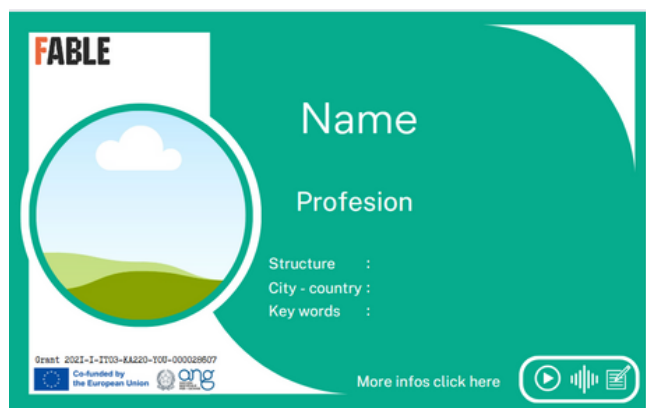 FABLE
Name
Profesion
Structure :
City - country :
Key words :
Grant 2021-1-IT03-KA220-YOU-000028607
Co-funded by
the European Union
ang
More infos click here